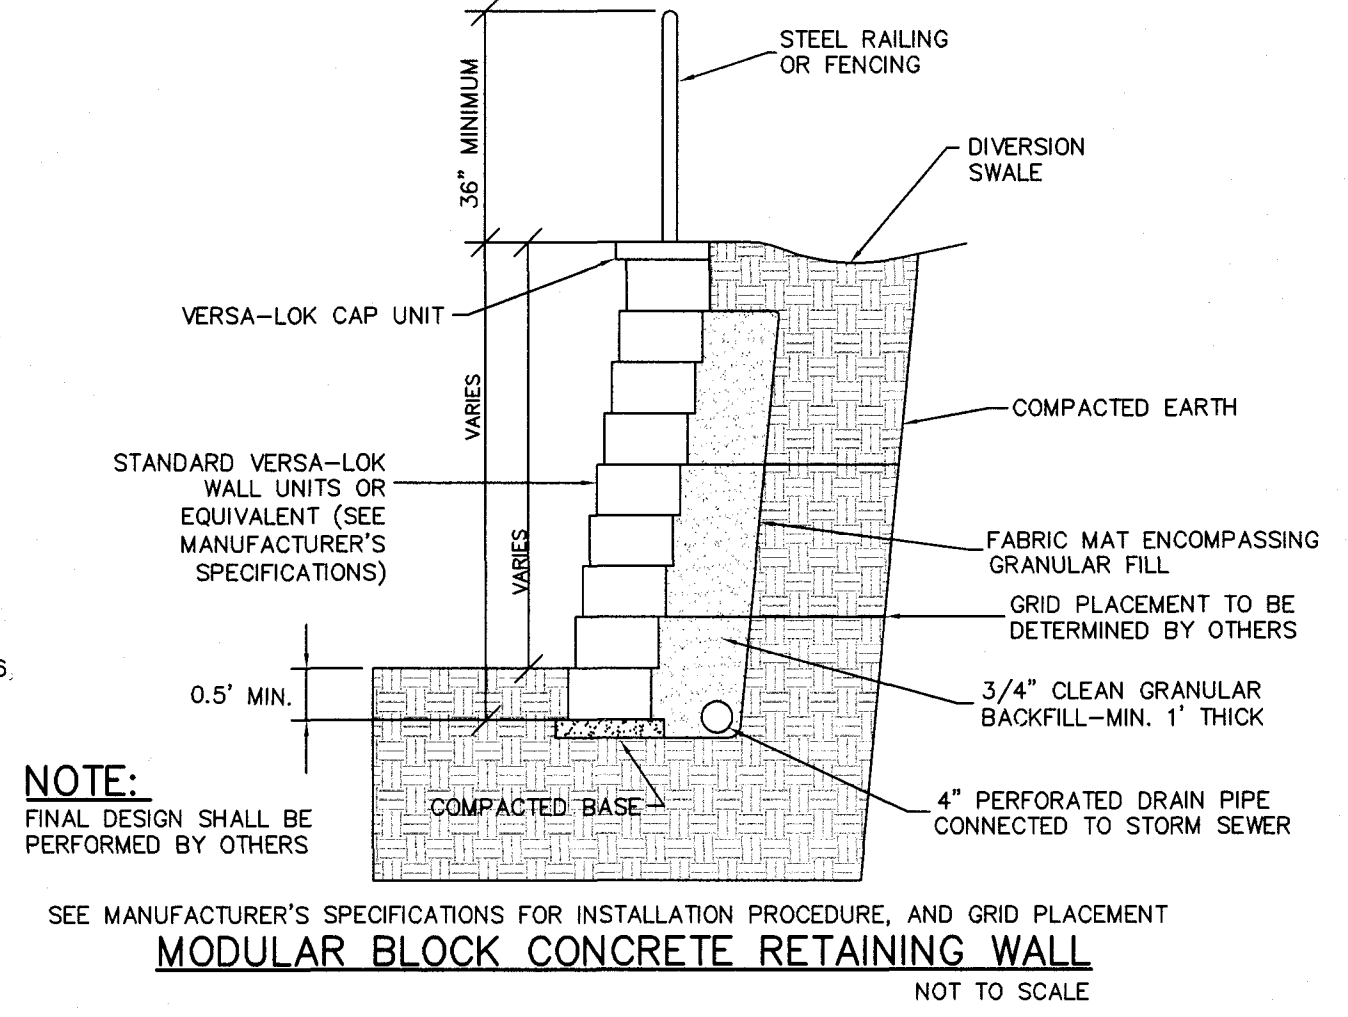 STEEL RAILING
OR FENCING
36" MINIMUM
DIVERSION
SWALE
VERSA-LOK CAP UNIT
VARIES
COMPACTED EARTH
STANDARD VERSA-LOK
WALL UNITS OR
EQUIVALENT (SEE
MANUFACTURER'S
SPECIFICATIONS)
VARIES
FABRIC MAT ENCOMPASSING
GRANULAR FILL
GRID PLACEMENT TO BE
DETERMINED BY OTHERS
0.5' MIN.
3/4" CLEAN GRANULAR
BACKFILL-MIN. 1' THICK
NOTE:
FINAL DESIGN SHALL BE
PERFORMED BY OTHERS
COMPACTED BASE
4" PERFORATED DRAIN PIPE
CONNECTED TO STORM SEWER
SEE MANUFACTURER'S SPECIFICATIONS FOR INSTALLATION PROCEDURE, AND GRID PLACEMENT
MODULAR BLOCK CONCRETE RETAINING WALL
NOT TO SCALE